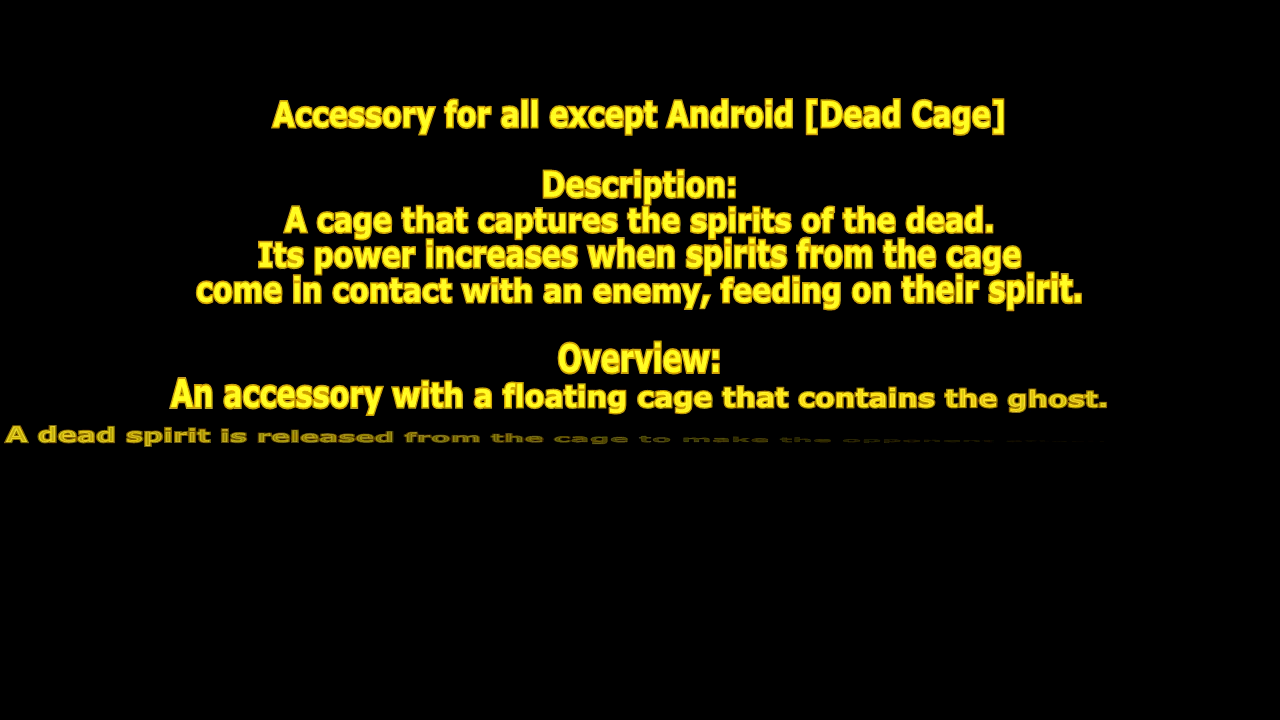 Accessory for all except Android [Dead Cage]
Description:
A cage that captures the spirits of the dead.
Its power increases when spirits from the cage
come in contact with an enemy, feeding on their spirit.
Overview:
An accessory with a floating cage that contains the ghost.
A dead spirit is released from the cage to make the opponent